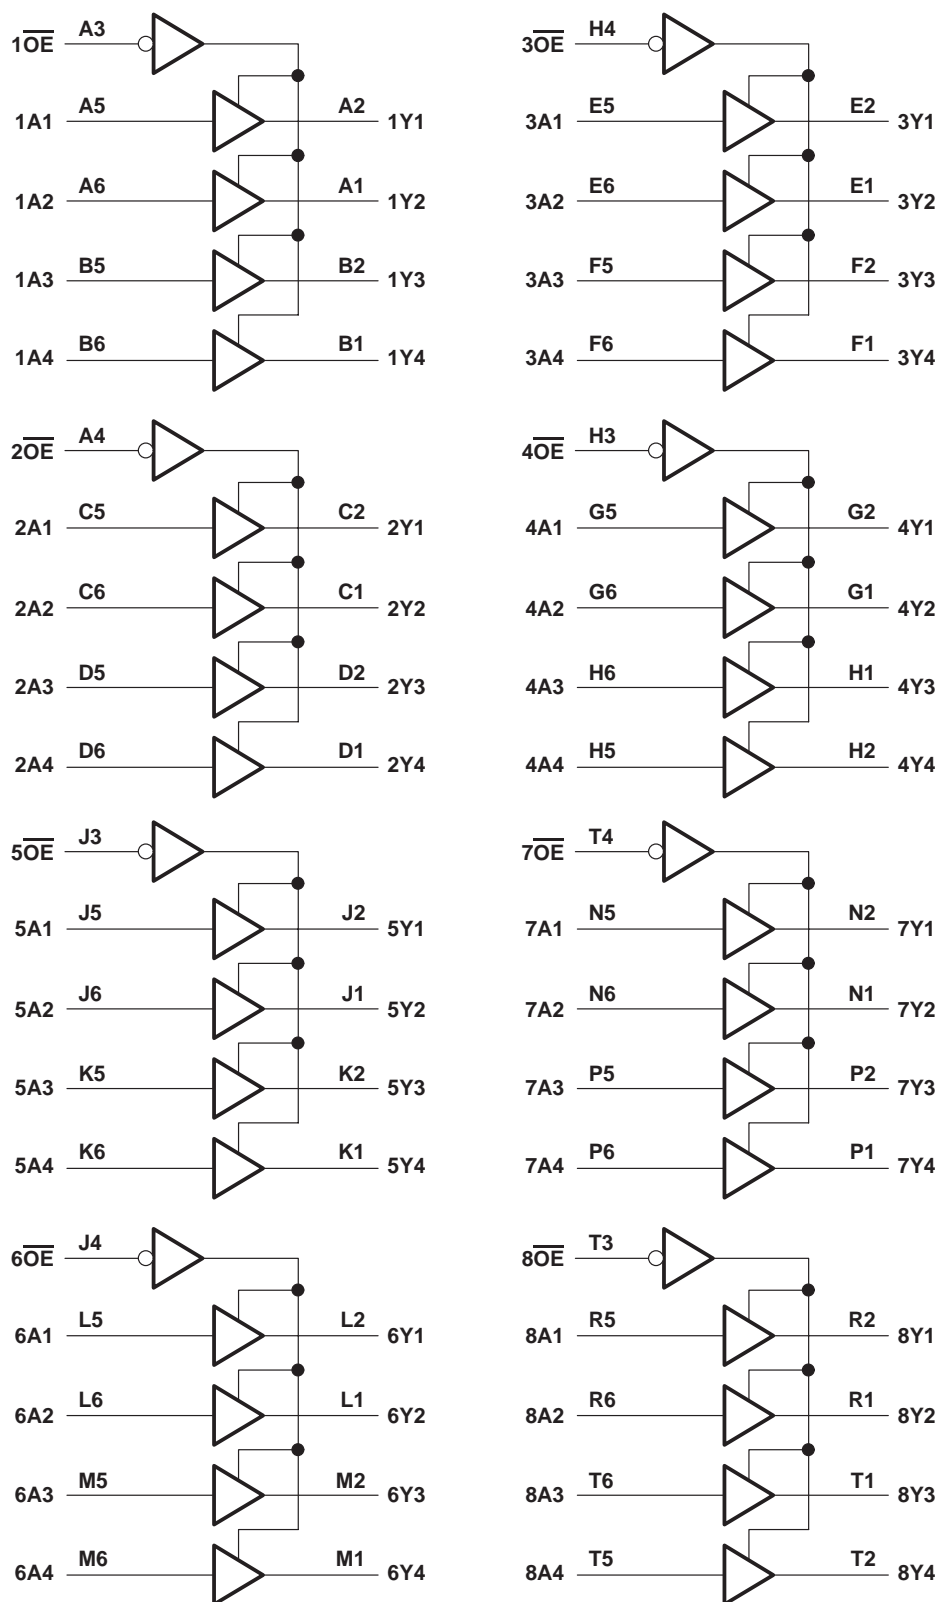 1OE A3
1A1 A5 A2 1Y1
1A2 A6 A1 1Y2
1A3 B5 B2 1Y3
1A4 B6 B1 1Y4
2OE A4
2A1 C5 C2 2Y1
2A2 C6 C1 2Y2
2A3 D5 D2 2Y3
2A4 D6 D1 2Y4
5OE J3
5A1 J5 J2 5Y1
5A2 J6 J1 5Y2
5A3 K5 K2 5Y3
5A4 K6 K1 5Y4
6OE J4
6A1 L5 L2 6Y1
6A2 L6 L1 6Y2
6A3 M5 M2 6Y3
6A4 M6 M1 6Y4
3OE H4
3A1 E5 E2 3Y1
3A2 E6 E1 3Y2
3A3 F5 F2 3Y3
3A4 F6 F1 3Y4
4OE H3
4A1 G5 G2 4Y1
4A2 G6 G1 4Y2
4A3 H6 H1 4Y3
4A4 H5 H2 4Y4
7OE T4
7A1 N5 N2 7Y1
7A2 N6 N1 7Y2
7A3 P5 P2 7Y3
7A4 P6 P1 7Y4
8OE T3
8A1 R5 R2 8Y1
8A2 R6 R1 8Y2
8A3 T6 T1 8Y3
8A4 T5 T2 8Y4